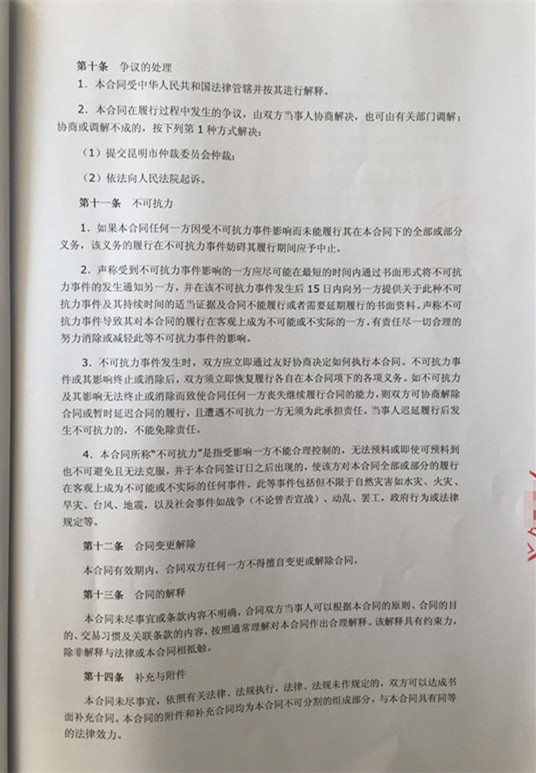 第十条 争议的处理
1．本合同受中华人民共和国法律管辖并按其进行解释。
2．本合同在履行过程中发生的争议，由双方当事人协商解决，也可由有关部门调解；
协商或调解不成的，按下列第1种方式解决：
（1）提交昆明市仲裁委员会仲裁；
（2）依法向人民法院起诉。
第十一条 不可抗力
1．如果本合同任何一方因受不可抗力事件影响而未能履行其在本合同下的全部或部分
义务，该义务的履行在不可抗力事件妨碍其履行期间应予中止。
2．声称受到不可抗力事件影响的一方应尽可能在最短的时间内通过书面形式将不可抗
力事件的发生通知另一方，并在该不可抗力事件发生后15日内向另一方提供关于此种不可
抗力事件及其持续时间的适当证据及合同不能履行或者需要延期履行的书面资料。声称不可
抗力事件导致其对本合同的履行在客观上成为不可能或不实际的一方，有责任尽一切合理的
努力消除或减轻此等不可抗力事件的影响。
3．不可抗力事件发生时，双方应立即通过友好协商决定如何执行本合同。不可抗力事
件或其影响终止或消除后，双方须立即恢复履行各自在本合同项下的各项义务。如不可抗力
及其影响无法终止或消除而致使合同任何一方丧失继续履行合同的能力，则双方可协商解除
合同或暂时延迟合同的履行，且遭遇不可抗力一方无须为此承担责任。当事人迟延履行后发
生不可抗力的，不能免除责任。
4．本合同所称“不可抗力”是指受影响一方不能合理控制的，无法预料或即使可预料到
也不可避免且无法克服，并于本合同签订日之后出现的，使该方对本合同全部或部分的履行
在客观上成为不可能或不实际的任何事件。此等事件包括但不限于自然灾害如水灾、火灾、
旱灾、台风、地震，以及社会事件如战争（不论曾否宣战）、动乱、罢工，政府行为或法律
规定等。
第十二条 合同变更解除
本合同有效期内，合同双方任何一方不得擅自变更或解除合同。
第十三条 合同的解释
本合同未尽事宜或条款内容不明确，合同双方当事人可以根据本合同的原则、合同的目
的、交易习惯及关联条款的内容，按照通常理解对本合同作出合理解释。该解释具有约束力，
除非解释与法律或本合同相抵触。
第十四条 补充与附件
本合同未尽事宜，依照有关法律、法规执行，法律、法规未作规定的，双方可以达成书
面补充合同。本合同的附件和补充合同均为本合同不可分割的组成部分，与本合同具有同等
的法律效力。